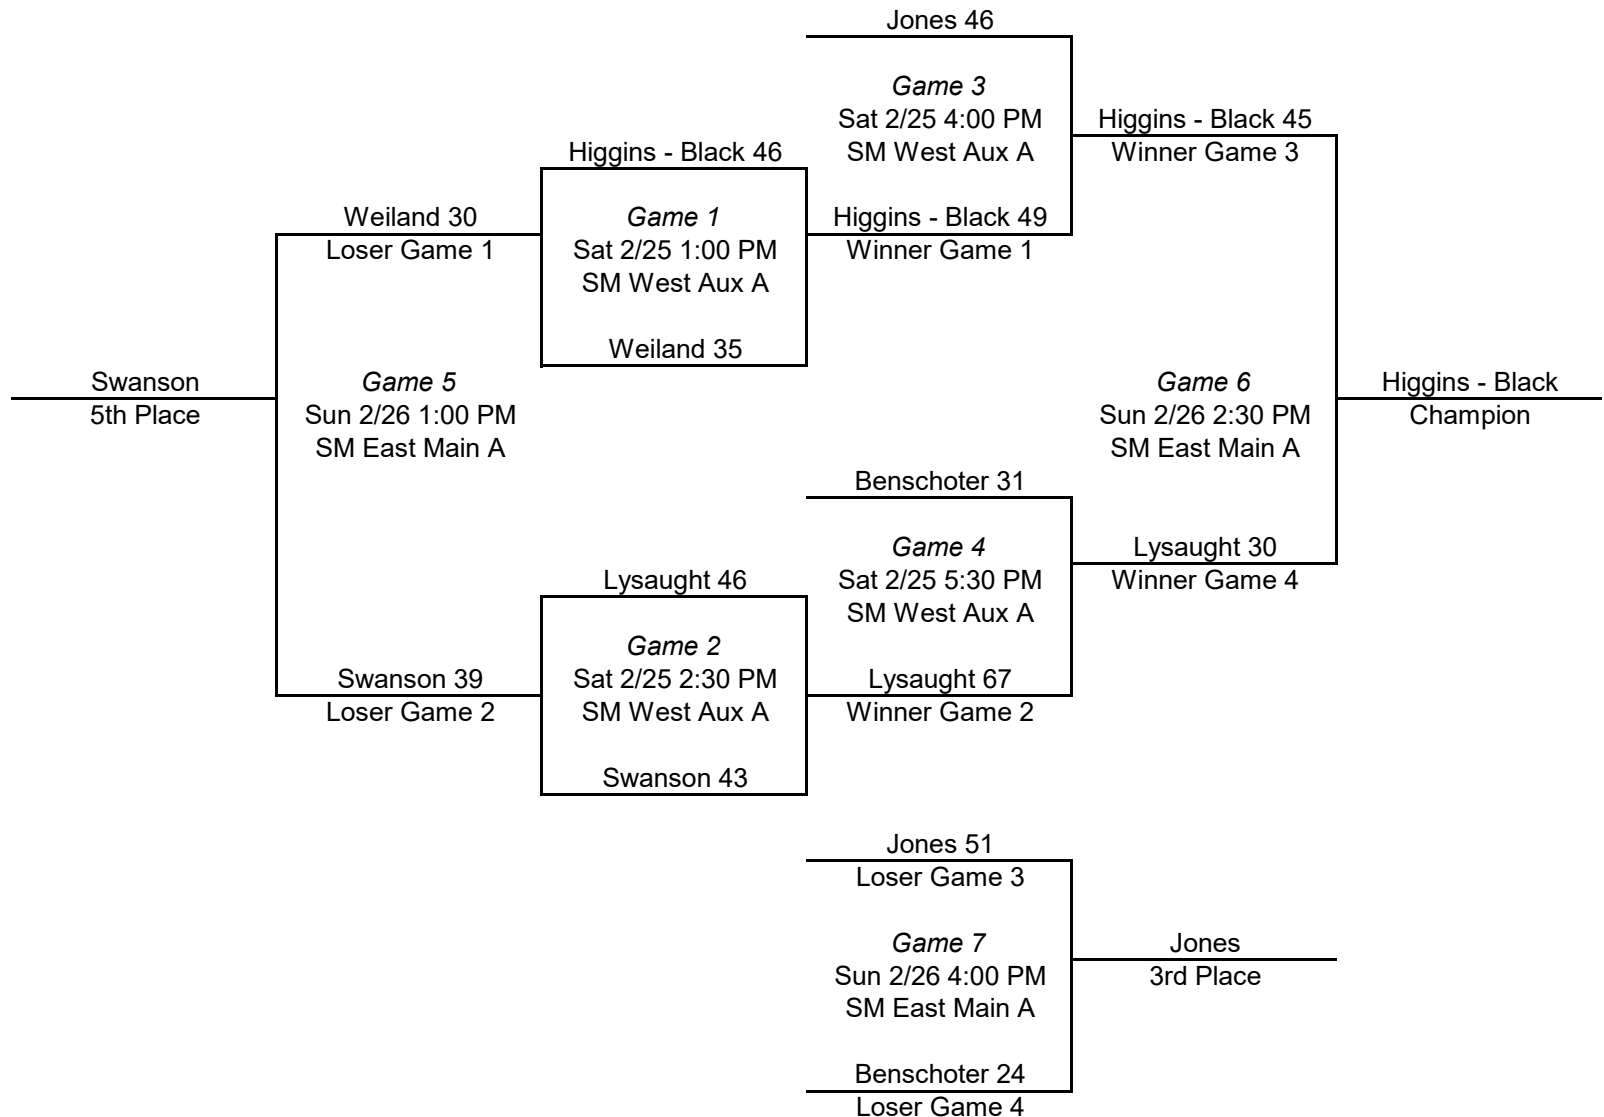 Jones 46
Game 3
Sat 2/25 4:00 PM
SM West Aux A
Higgins - Black 45
Winner Game 3
Higgins - Black 46
Game 1
Sat 2/25 1:00 PM
SM West Aux A
Weiland 35
Weiland 30
Loser Game 1
Higgins - Black 49
Winner Game 1
Swanson
5th Place
Game 5
Sun 2/26 1:00 PM
SM East Main A
Game 6
Sun 2/26 2:30 PM
SM East Main A
Higgins - Black
Champion
Benschoter 31
Game 4
Sat 2/25 5:30 PM
SM West Aux A
Lysaught 30
Winner Game 4
Lysaught 46
Game 2
Sat 2/25 2:30 PM
SM West Aux A
Swanson 43
Swanson 39
Loser Game 2
Lysaught 67
Winner Game 2
Jones 51
Loser Game 3
Game 7
Sun 2/26 4:00 PM
SM East Main A
Jones
3rd Place
Benschoter 24
Loser Game 4